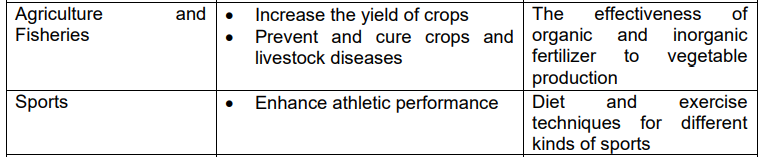 Agriculture and Fisheries
• Increase the yield of crops
• Prevent and cure crops and livestock diseases
The effectiveness of organic and inorganic fertilizer to vegetable production
Sports
• Enhance athletic performance
Diet and exercise techniques for different kinds of sports